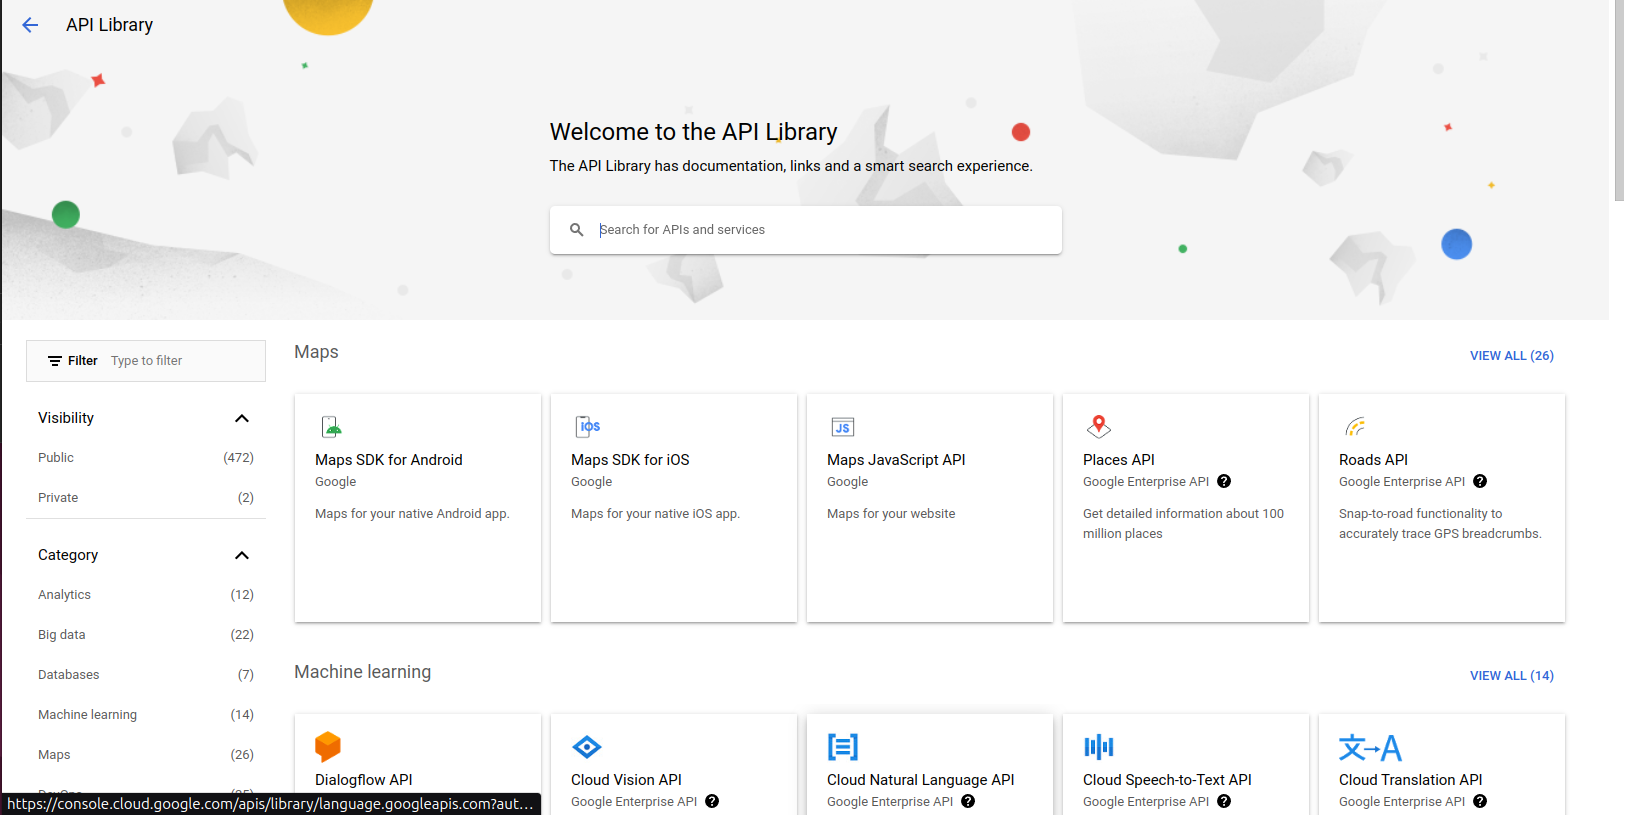 API Library
Welcome to the API Library
The API Library has documentation, links and a smart search experience.
Search for APIs and services
Filter Type to filter
Visibility
Public (472)
Private (2)
Category
Analytics (12)
Big data (22)
Databases (7)
Machine learning (14)
Maps (26)
Maps
VIEW ALL (26)
iOS
JS
Maps SDK for Android
Google
Maps for your native Android app.
Maps SDK for iOS
Google
Maps for your native iOS app.
Maps JavaScript API
Google
Maps for your website
Places API
Google Enterprise API ?
Get detailed information about 100
million places
Roads API
Google Enterprise API ?
Snap-to-road functionality to
accurately trace GPS breadcrumbs.
Machine learning
VIEW ALL (14)
Dialogflow API
Cloud Vision API
Google Enterprise API ?
Cloud Natural Language API
Google Enterprise API ?
Cloud Speech-to-Text API
Google Enterprise API ?
文→A
Cloud Translation API
Google Enterprise API ?
https://console.cloud.google.com/apis/library/language.googleapis.com?aut…